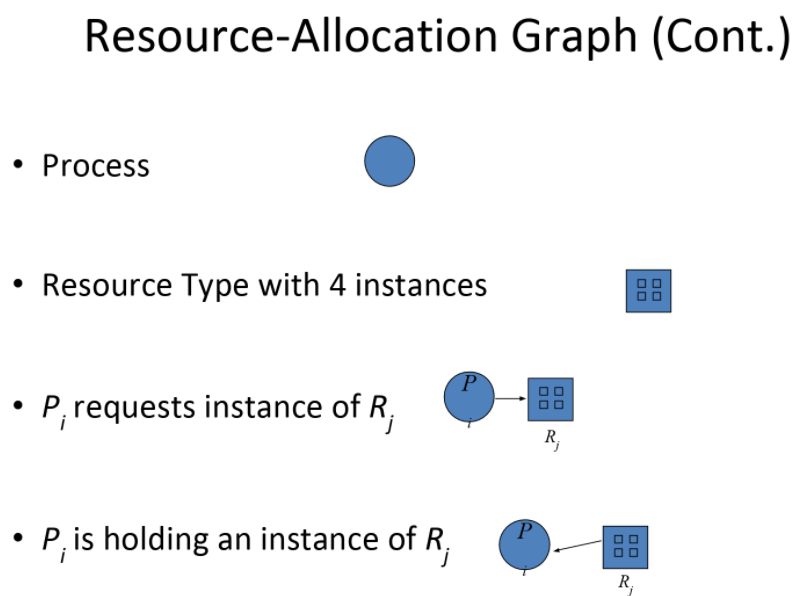 Resource-Allocation Graph (Cont.)
• Process
• Resource Type with 4 instances
• Pi requests instance of Rj
P
i
Rj
• Pi is holding an instance of Rj
P
i
Rj